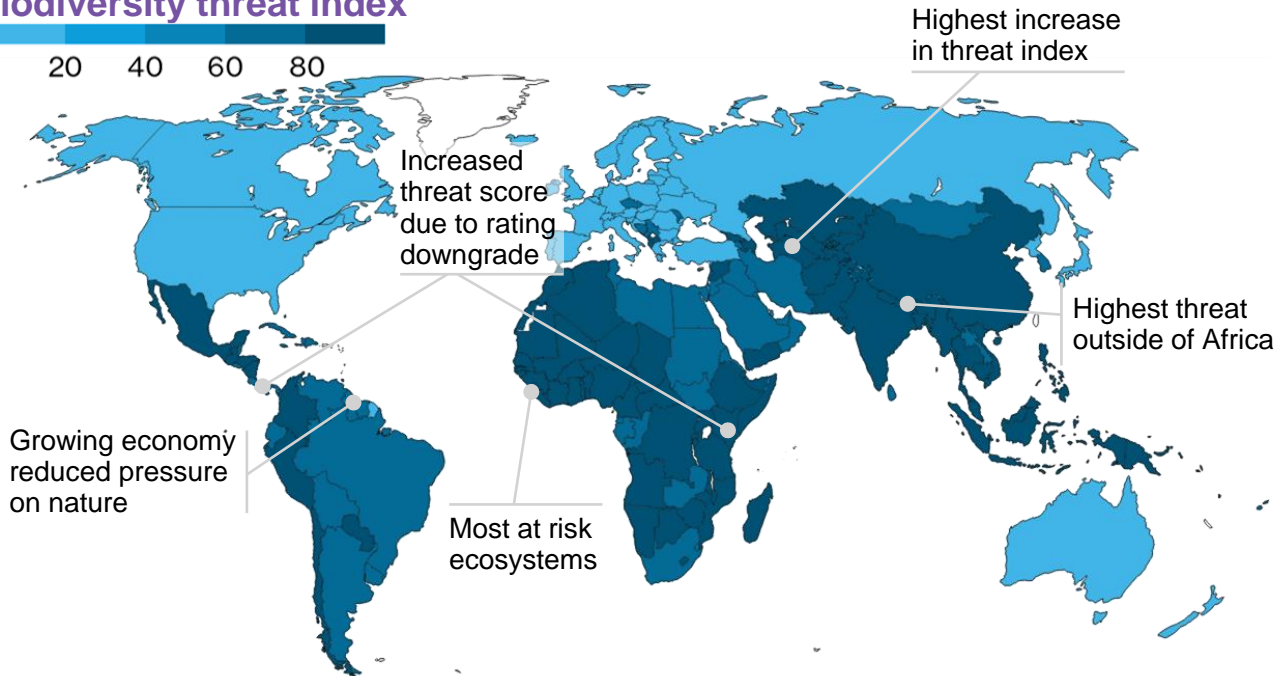 iodiversity threat index
20 40 60 80
Highest increase
in threat index
Increased
threat score
due to rating
downgrade
Highest threat
outside of Africa
Growing economy
reduced pressure
on nature
Most at risk
ecosystems